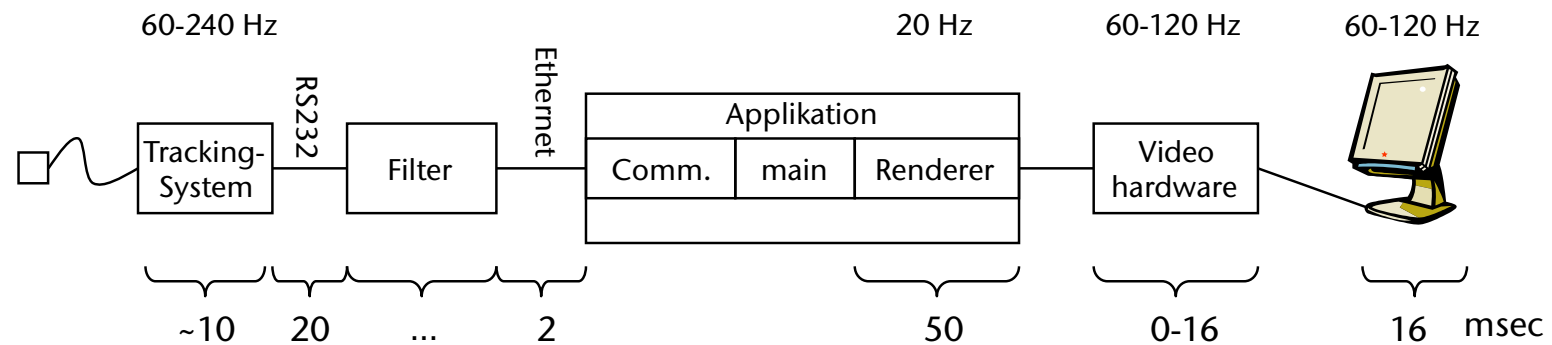 60-240 Hz
20 Hz
60-120 Hz
60-120 Hz
RS232
Ethernet
Applikation
Tracking-
System
Filter
Comm.
main
Renderer
Video
hardware
~10
20
...
2
50
0-16
16
msec